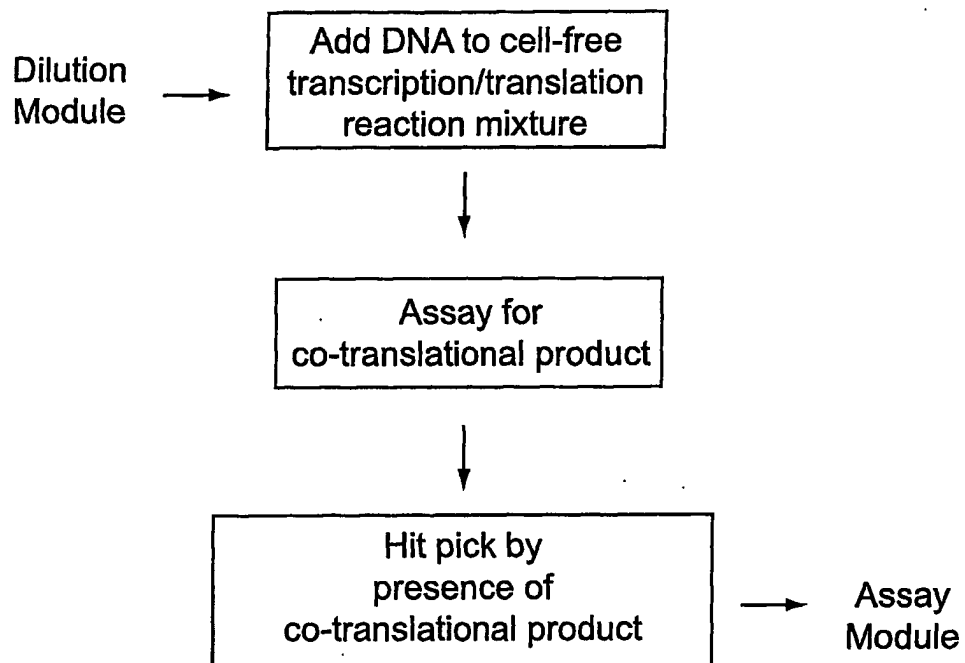 Dilution
Module
Add DNA to cell-free
transcription/translation
reaction mixture
Assay for
co-translational product
Hit pick by
presence of
co-translational product
Assay
Module